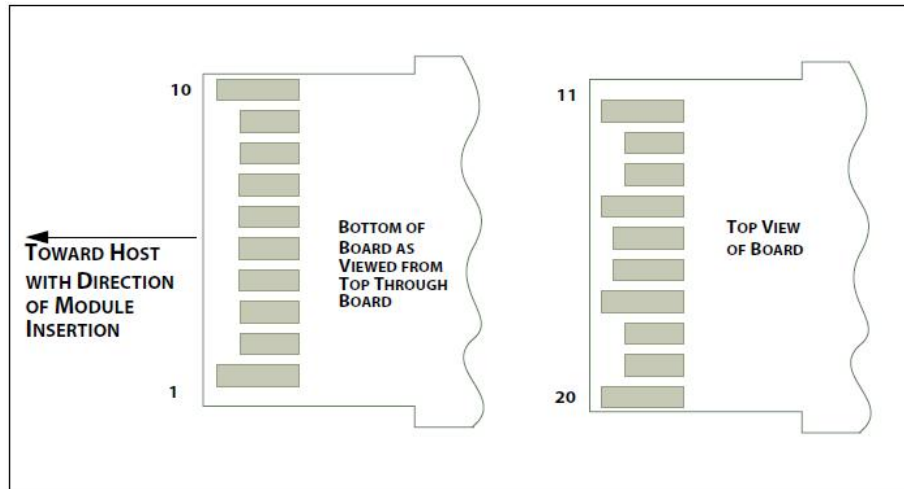 10
11
BOTTOM OF
BOARD AS
VIEWED FROM
TOP THROUGH
BOARD
TOP VIEW
OF BOARD
TOWARD HOST
WITH DIRECTION
OF MODULE
INSERTION
1
20